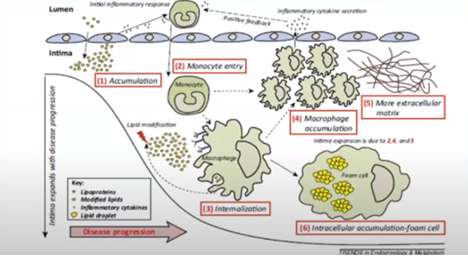 Lumen
Initial inflammatory response
Positive feedback
Inflammatory cytokine secretion
Intima
(1) Accumulation
(2) Monocyte entry
Monocyte
(5) More extracellular
matrix
(4) Macrophage
accumulation
Intima expansion is due to 2,4, and 5
Lipid modification
Macrophage
Foam cell
(3) Internalization
(6) Intracellular accumulation-foam cell
Intima expands with disease progression
Key:
Lipoproteins
Modified lipids
Inflammatory cytokines
Lipid droplet
Disease progression
TRENDS in Endocrinology & Metabolism